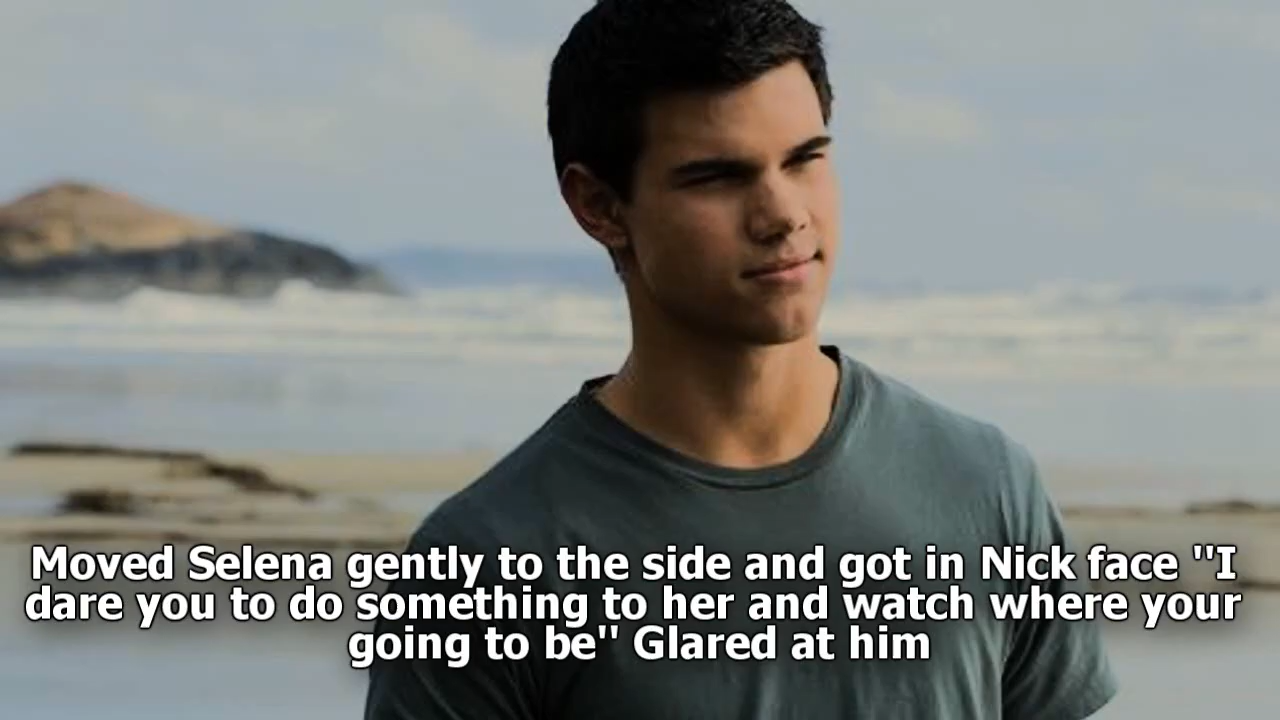 Moved Selena gently to the side and got in Nick face "I
dare you to do something to her and watch where your
going to be" Glared at him